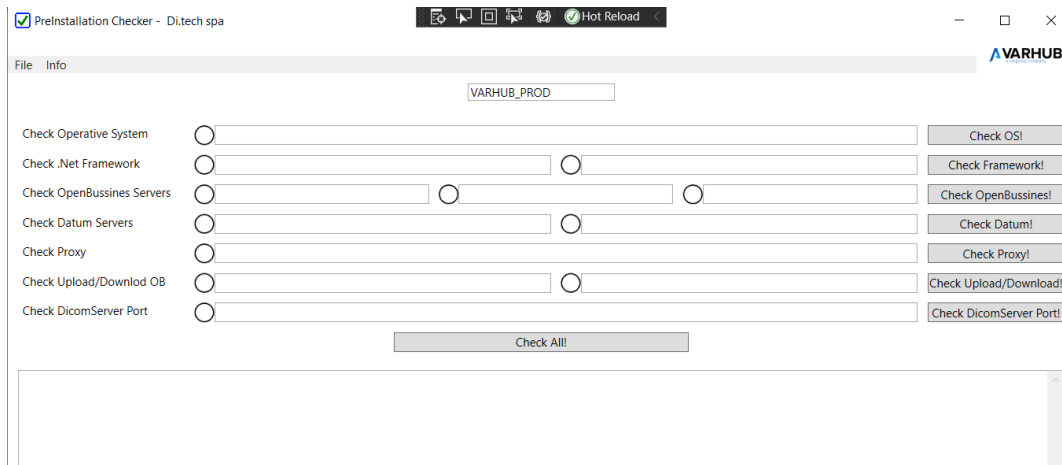 PreInstallation Checker - Di.tech spa
Hot Reload
VARHUB
File Info
VARHUB_PROD
Check Operative System Check OS!
Check .Net Framework Check Framework!
Check OpenBussines Servers Check OpenBussines!
Check Datum Servers Check Datum!
Check Proxy Check Proxy!
Check Upload/Downlod OB Check Upload/Download!
Check DicomServer Port Check DicomServer Port!
Check All!